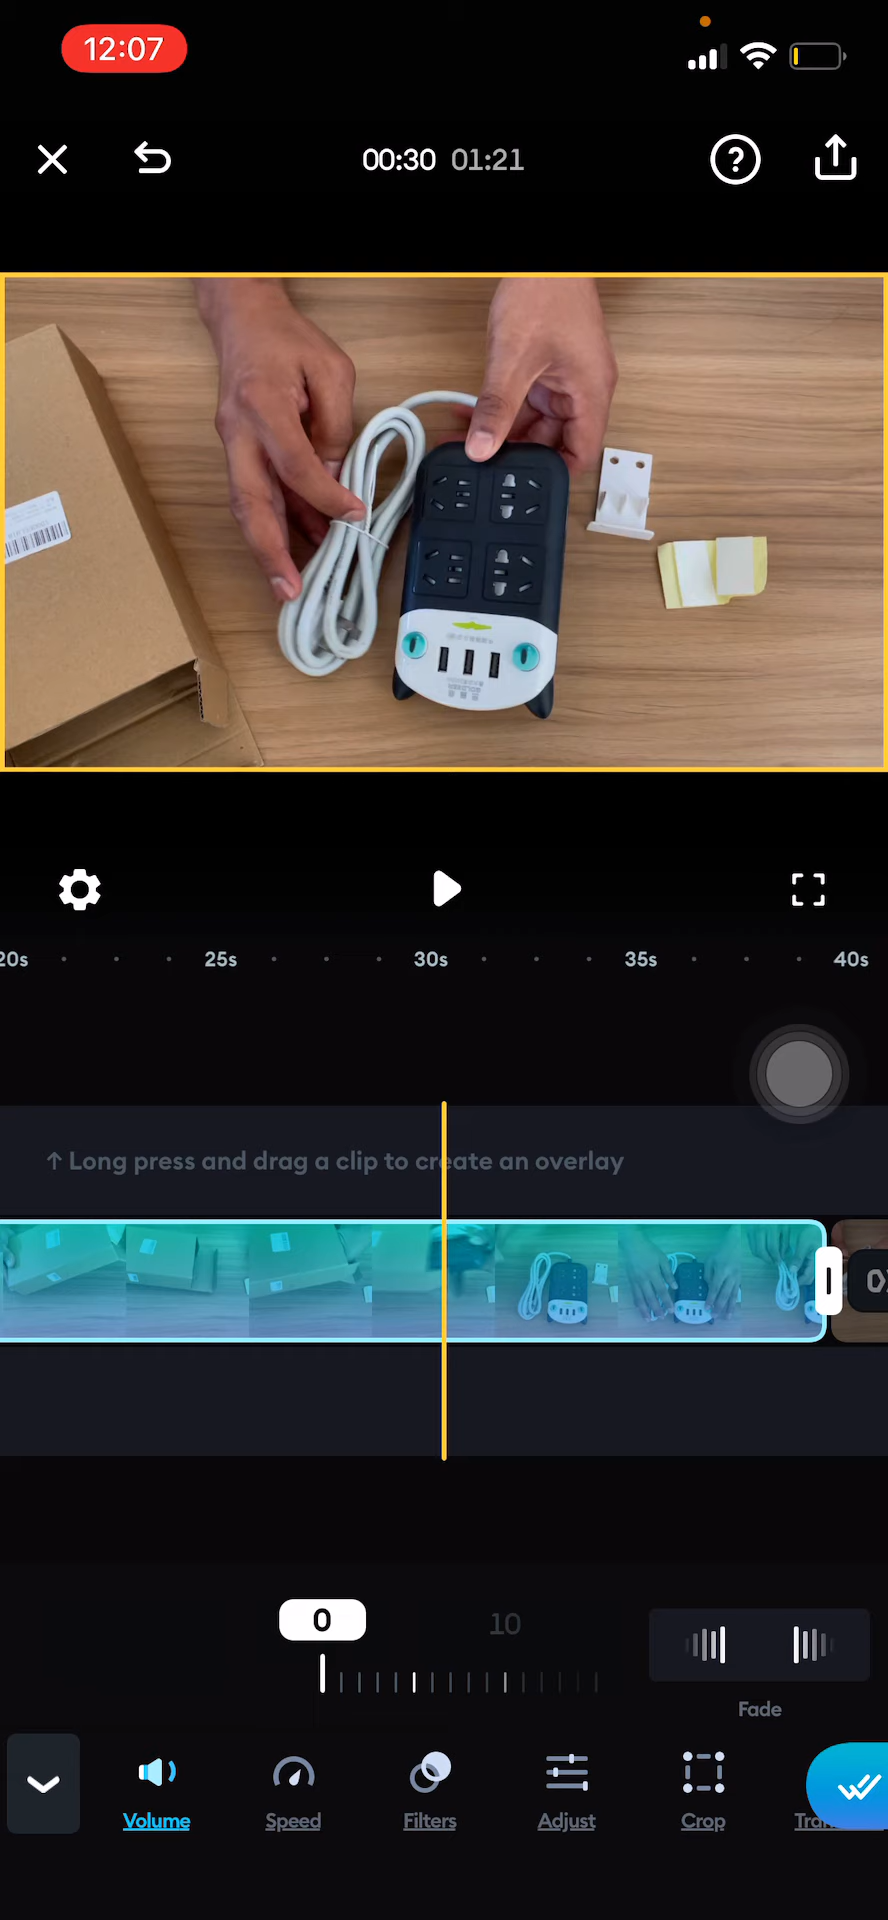 12:07
00:30 01:21
20s 25s 30s 35s 40s
↑ Long press and drag a clip to create an overlay
0 10
Fade
Volume Speed Filters Adjust Crop